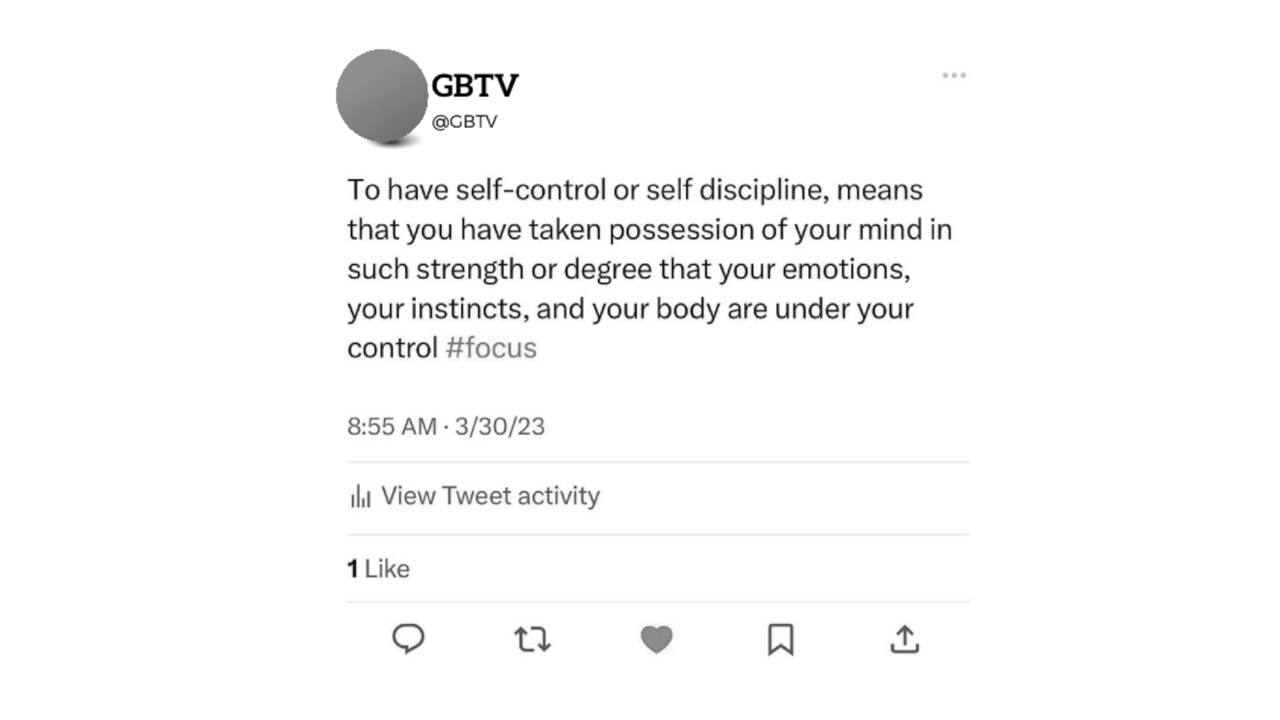 GBTV
@GBTV
To have self-control or self discipline, means
that you have taken possession of your mind in
such strength or degree that your emotions,
your instincts, and your body are under your
control #focus
8:55 AM · 3/30/23
View Tweet activity
1 Like